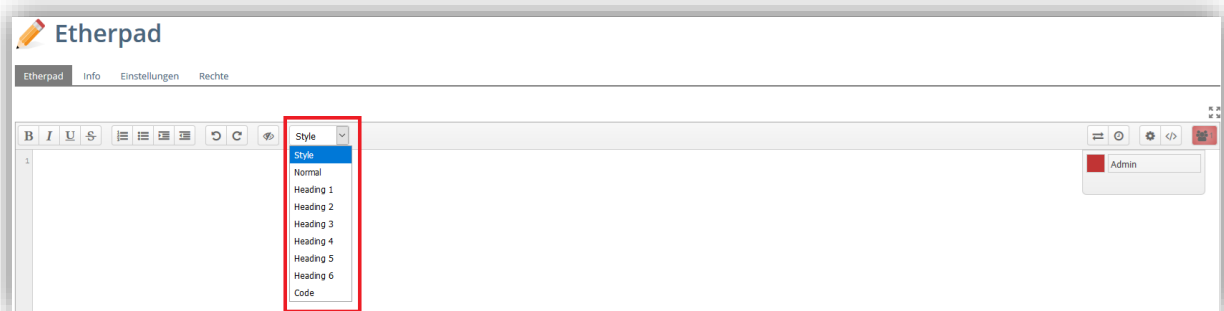 Etherpad
Etherpad Info Einstellungen Rechte
B I U S Style
1
Style
Normal
Heading 1
Heading 2
Heading 3
Heading 4
Heading 5
Heading 6
Code
Admin